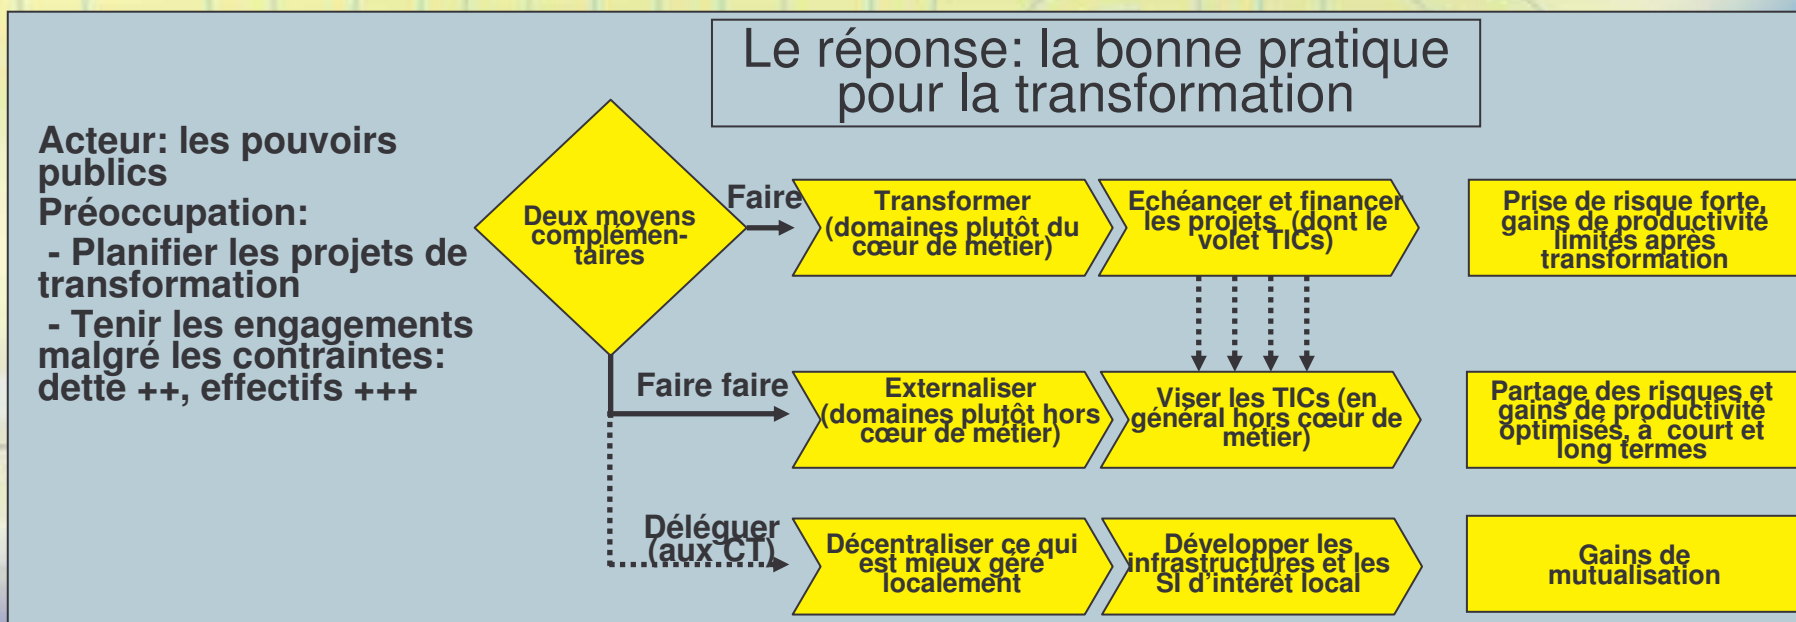 Le réponse: la bonne pratique
pour la transformation
Acteur: les pouvoirs
publics
Préoccupation:
- Planifier les projets de
transformation
- Tenir les engagements
malgré les contraintes:
dette ++, effectifs +++
Deux moyens
complémen-
taires
Faire
Transformer
(domaines plutôt du
cœur de métier)
Echéancer et financer
les projets (dont le
volet TICs)
Prise de risque forte,
gains de productivité
limités après
transformation
Faire faire
Externaliser
(domaines plutôt hors
cœur de métier)
Viser les TICs (en
général hors cœur de
métier)
Partage des risques et
gains de productivité
optimisés, à court et
long termes
Déléguer
(aux CT)
Décentraliser ce qui
est mieux géré
localement
Développer les
infrastructures et les
SI d'intérêt local
Gains de
mutualisation